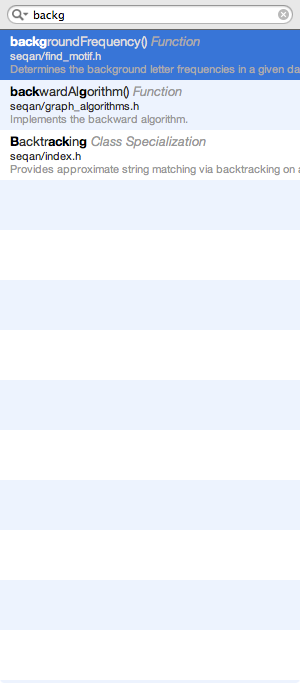 backg
backgroundFrequency() Function
seqan/find_motif.h
Determines the background letter frequencies in a given da
backwardAlgorithm() Function
seqan/graph_algorithms.h
Implements the backward algorithm.
Backtracking Class Specialization
seqan/index.h
Provides approximate string matching via backtracking on a